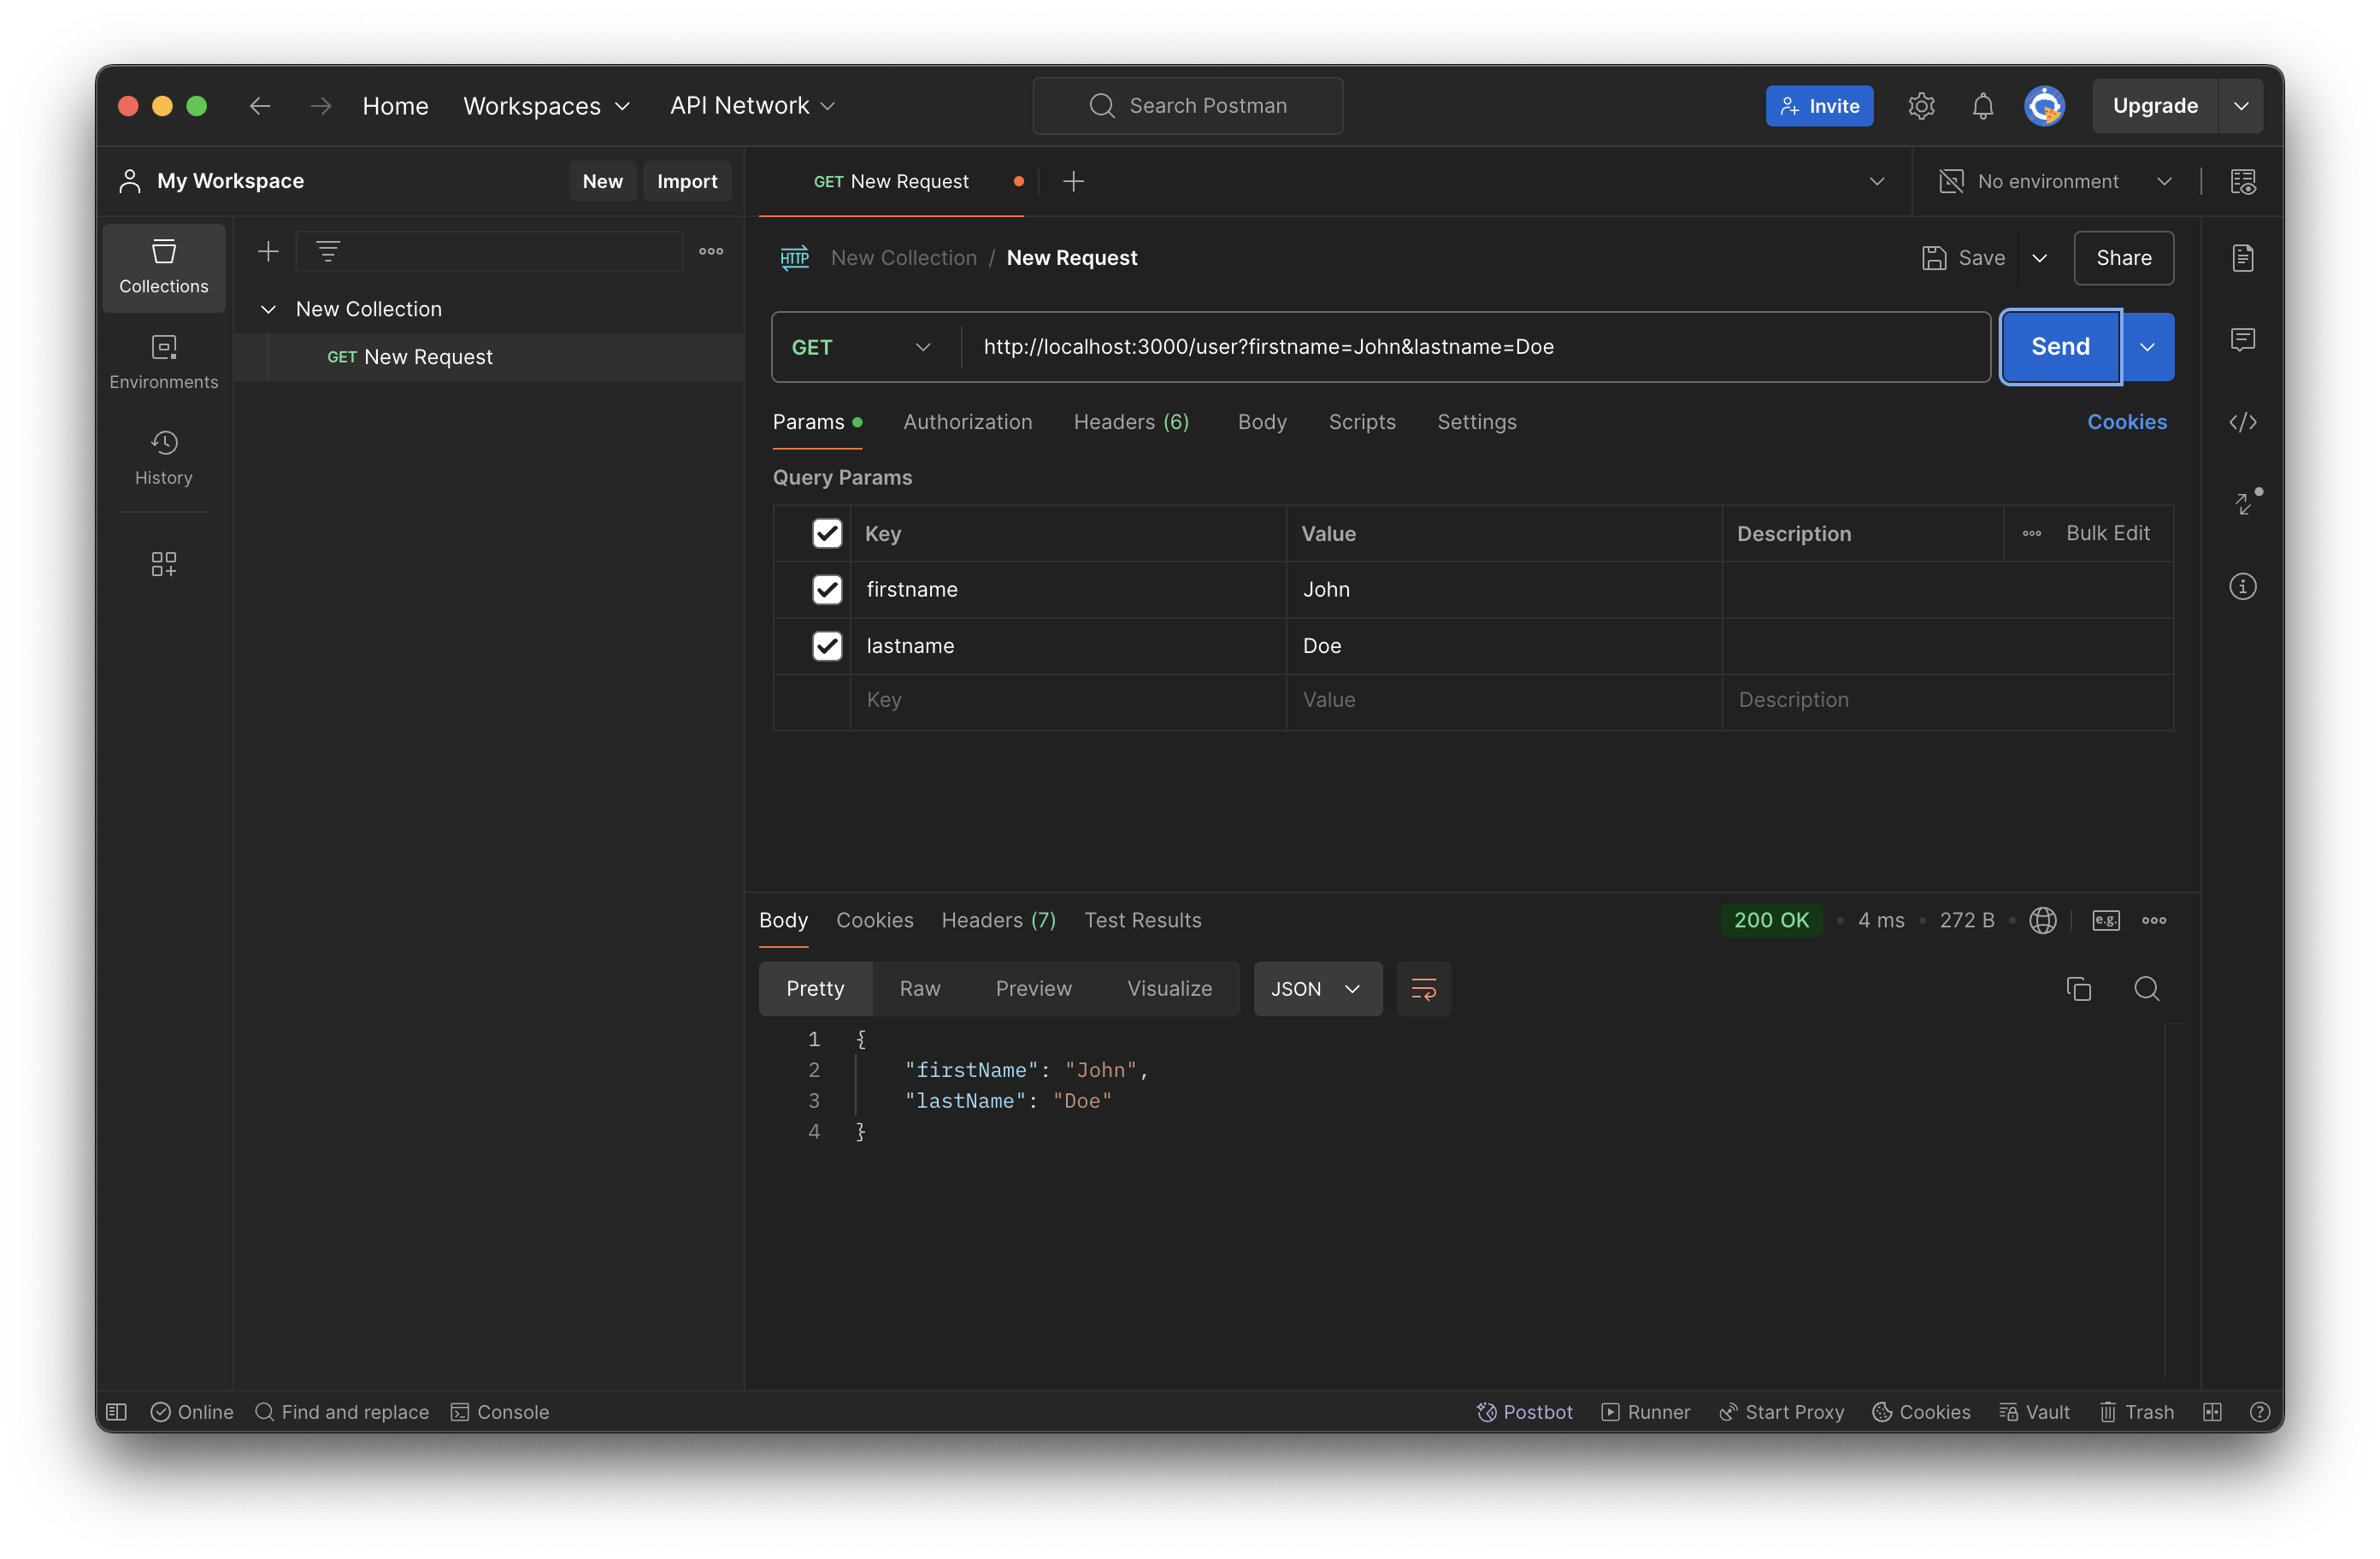 Home Workspaces API Network Search Postman Invite Upgrade
My Workspace New Import GET New Request No environment
Collections
Environments
History
New Collection
GET New Request
HTTP New Collection / New Request Save Share
GET http://localhost:3000/user?firstname=John&lastname=Doe Send
Params Authorization Headers (6) Body Scripts Settings Cookies
Query Params
Key Value Description Bulk Edit
firstname John
lastname Doe
Key Value Description
Body Cookies Headers (7) Test Results 200 OK • 4 ms • 272 B • e.g.
Pretty Raw Preview Visualize JSON
1 {
2 "firstName": "John",
3 "lastName": "Doe"
4 }
Online Find and replace Console Postbot Runner Start Proxy Cookies Vault Trash